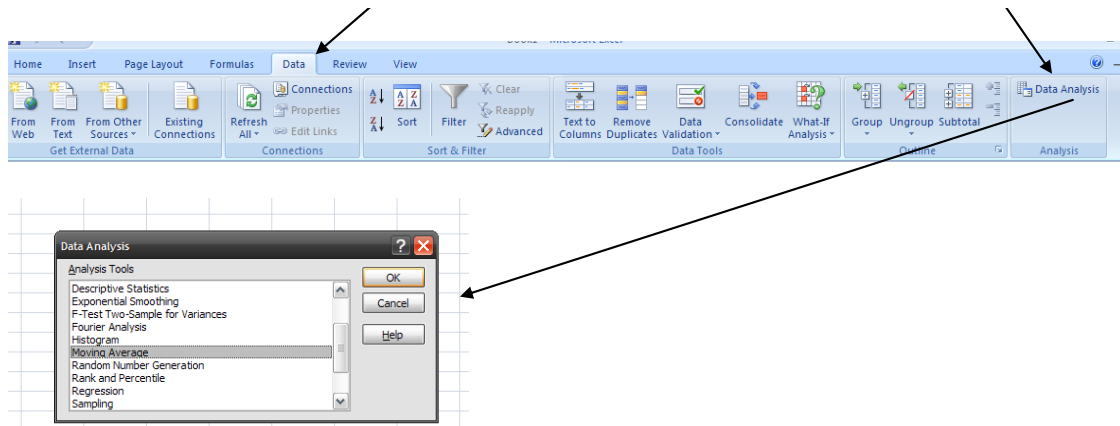 Home Insert Page Layout Formulas Data Review View
From Web
From Text
From Other Sources
Existing Connections
Get External Data
Refresh All
Connections
Properties
Edit Links
Connections
Sort
Filter
Clear
Reapply
Advanced
Sort & Filter
Text to Columns
Remove Duplicates
Data Validation
Consolidate
What-If Analysis
Data Tools
Group
Ungroup
Subtotal
Outline
Data Analysis
Analysis
Data Analysis
Analysis Tools
Descriptive Statistics
Exponential Smoothing
F-Test Two-Sample for Variances
Fourier Analysis
Histogram
Moving Average
Random Number Generation
Rank and Percentile
Regression
Sampling
OK
Cancel
Help